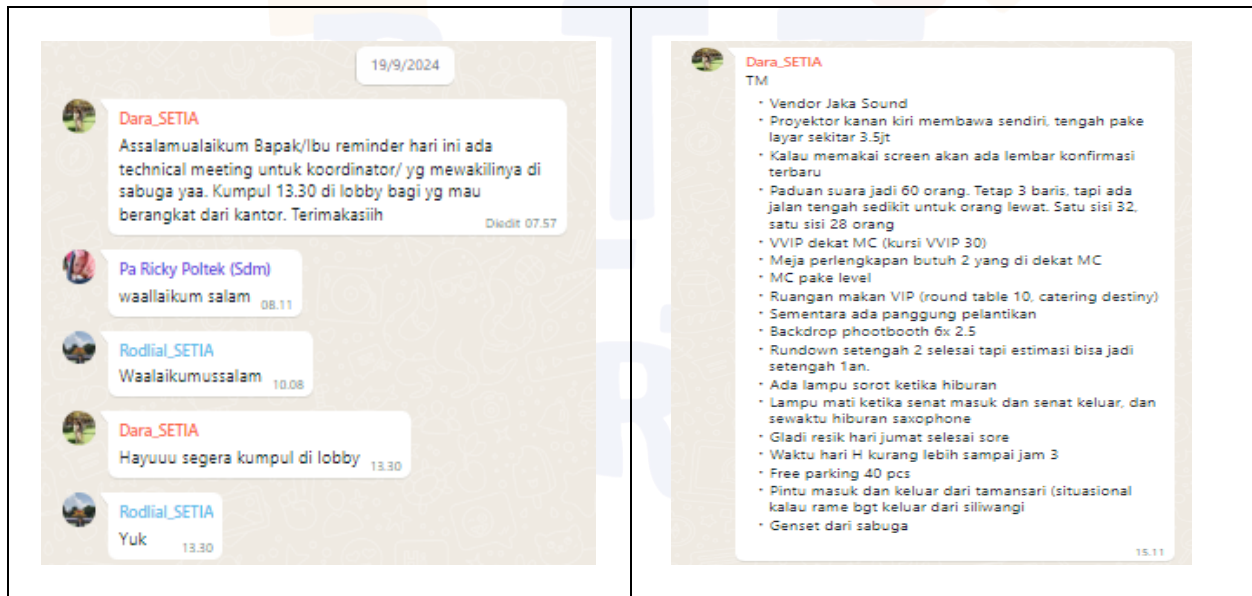 19/9/2024
Dara_SETIA
Assalamualaikum Bapak/Ibu reminder hari ini ada
technical meeting untuk koordinator/ yg mewakilinya di
sabuga yaa. Kumpul 13.30 di lobby bagi yg mau
berangkat dari kantor. Terimakasiih
Diedit 07.57
Pa Ricky Poltek (Sdm)
waallaikum salam 08.11
Rodlial_SETIA
Waalaikumussalam 10.08
Dara_SETIA
Hayuuu segera kumpul di lobby 13.30
Rodlial_SETIA
Yuk 13.30
Dara_SETIA
TM
• Vendor Jaka Sound
• Proyektor kanan kiri membawa sendiri, tengah pake
layar sekitar 3.5jt
• Kalau memakai screen akan ada lembar konfirmasi
terbaru
• Paduan suara jadi 60 orang. Tetap 3 baris, tapi ada
jalan tengah sedikit untuk orang lewat. Satu sisi 32,
satu sisi 28 orang
• VVIP dekat MC (kursi VVIP 30)
• Meja perlengkapan butuh 2 yang di dekat MC
• MC pake level
• Ruangan makan VIP (round table 10, catering destiny)
• Sementara ada panggung pelantikan
• Backdrop phootbooth 6x 2.5
• Rundown setengah 2 selesai tapi estimasi bisa jadi
setengah 1an.
• Ada lampu sorot ketika hiburan
• Lampu mati ketika senat masuk dan senat keluar, dan
sewaktu hiburan saxophone
• Gladi resik hari jumat selesai sore
• Waktu hari H kurang lebih sampai jam 3
• Free parking 40 pcs
• Pintu masuk dan keluar dari tamansari (situasional
kalau rame bgt keluar dari siliwangi
• Genset dari sabuga
15.11